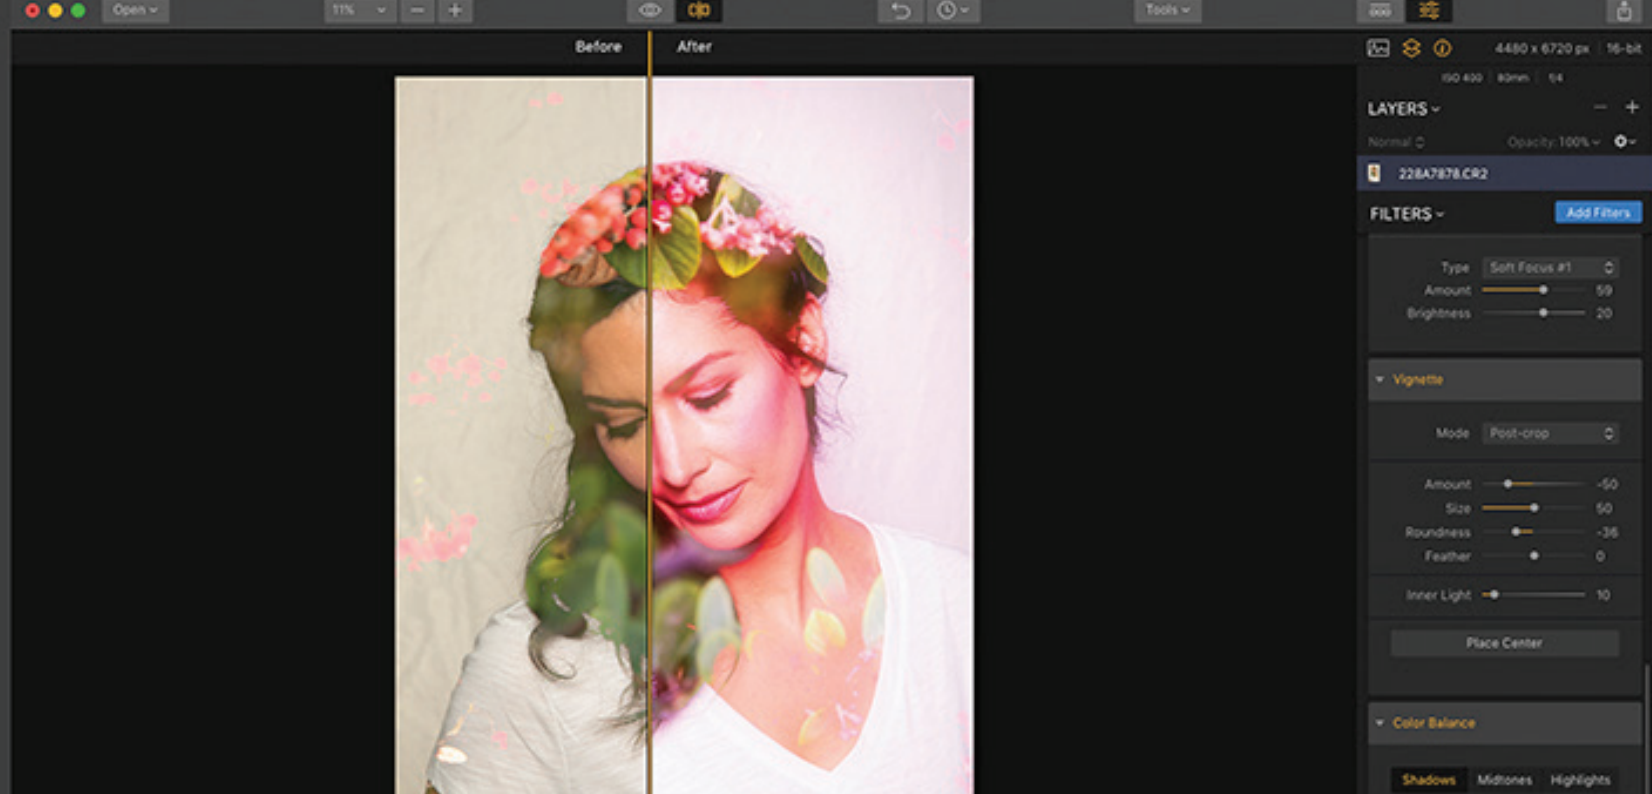 Open
11%
Tools
Before After
4480 x 6720 px 16-bit
ISO 400 80mm f/4
LAYERS
Normal Opacity: 100%
228A7878.CR2
FILTERS Add Filters
Type Soft Focus #1
Amount 59
Brightness 20
Vignette
Mode Post-crop
Amount -50
Size 50
Roundness -36
Feather 0
Inner Light 10
Place Center
Color Balance
Shadows Midtones Highlights